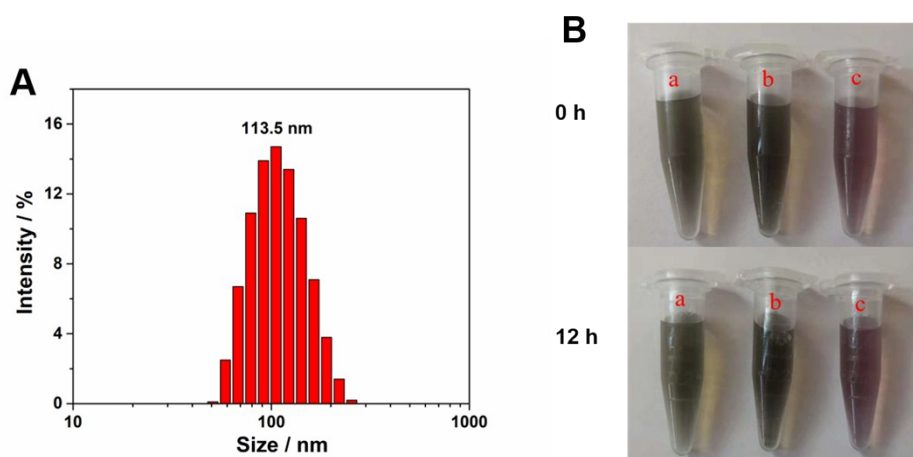 A
113.5 nm
16
12
8
4
0
Intensity / %
10
100
1000
Size / nm
B
0 h
a
b
c
12 h
a
b
c